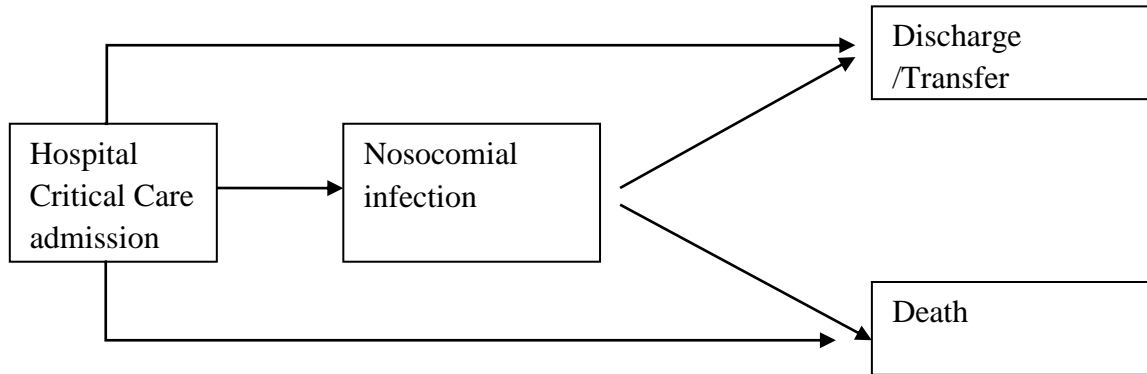 Discharge
/Transfer
Hospital
Critical Care
admission
Nosocomial
infection
Death